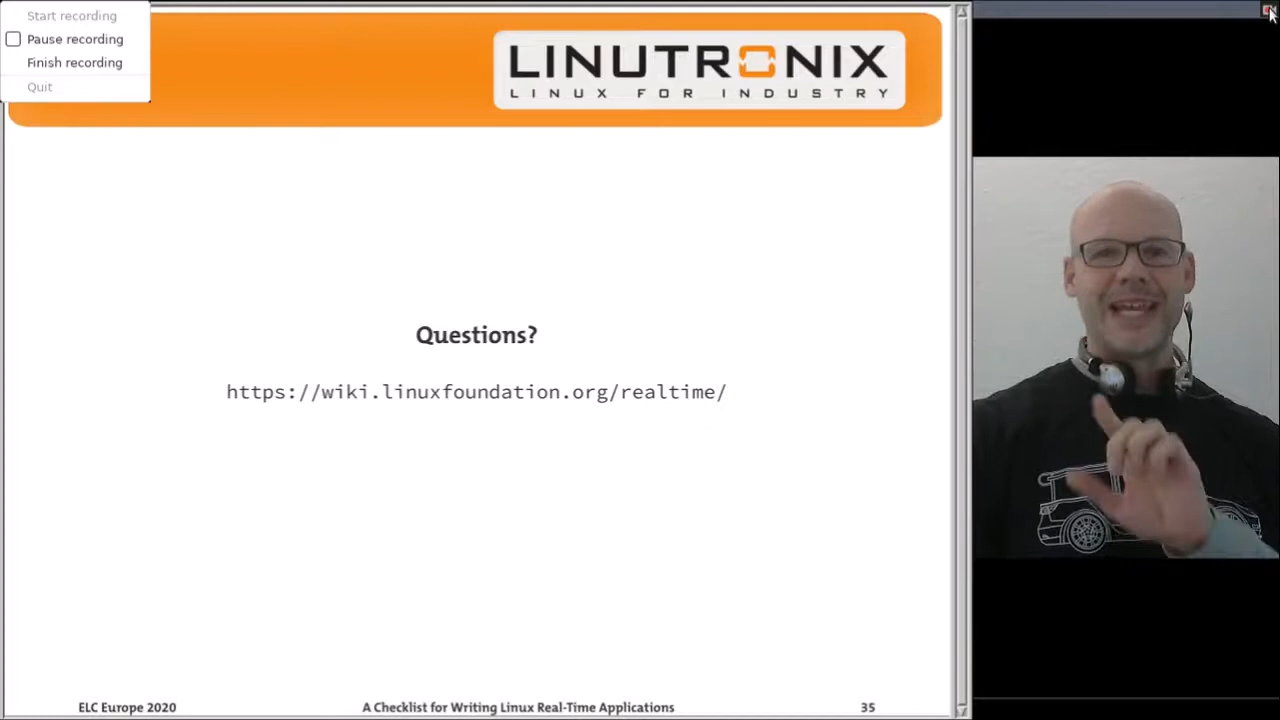 Start recording
Pause recording
Finish recording
Quit
LINUTRONIX
LINUX FOR INDUSTRY
Questions?
https://wiki.linuxfoundation.org/realtime/
ELC Europe 2020
A Checklist for Writing Linux Real-Time Applications
35